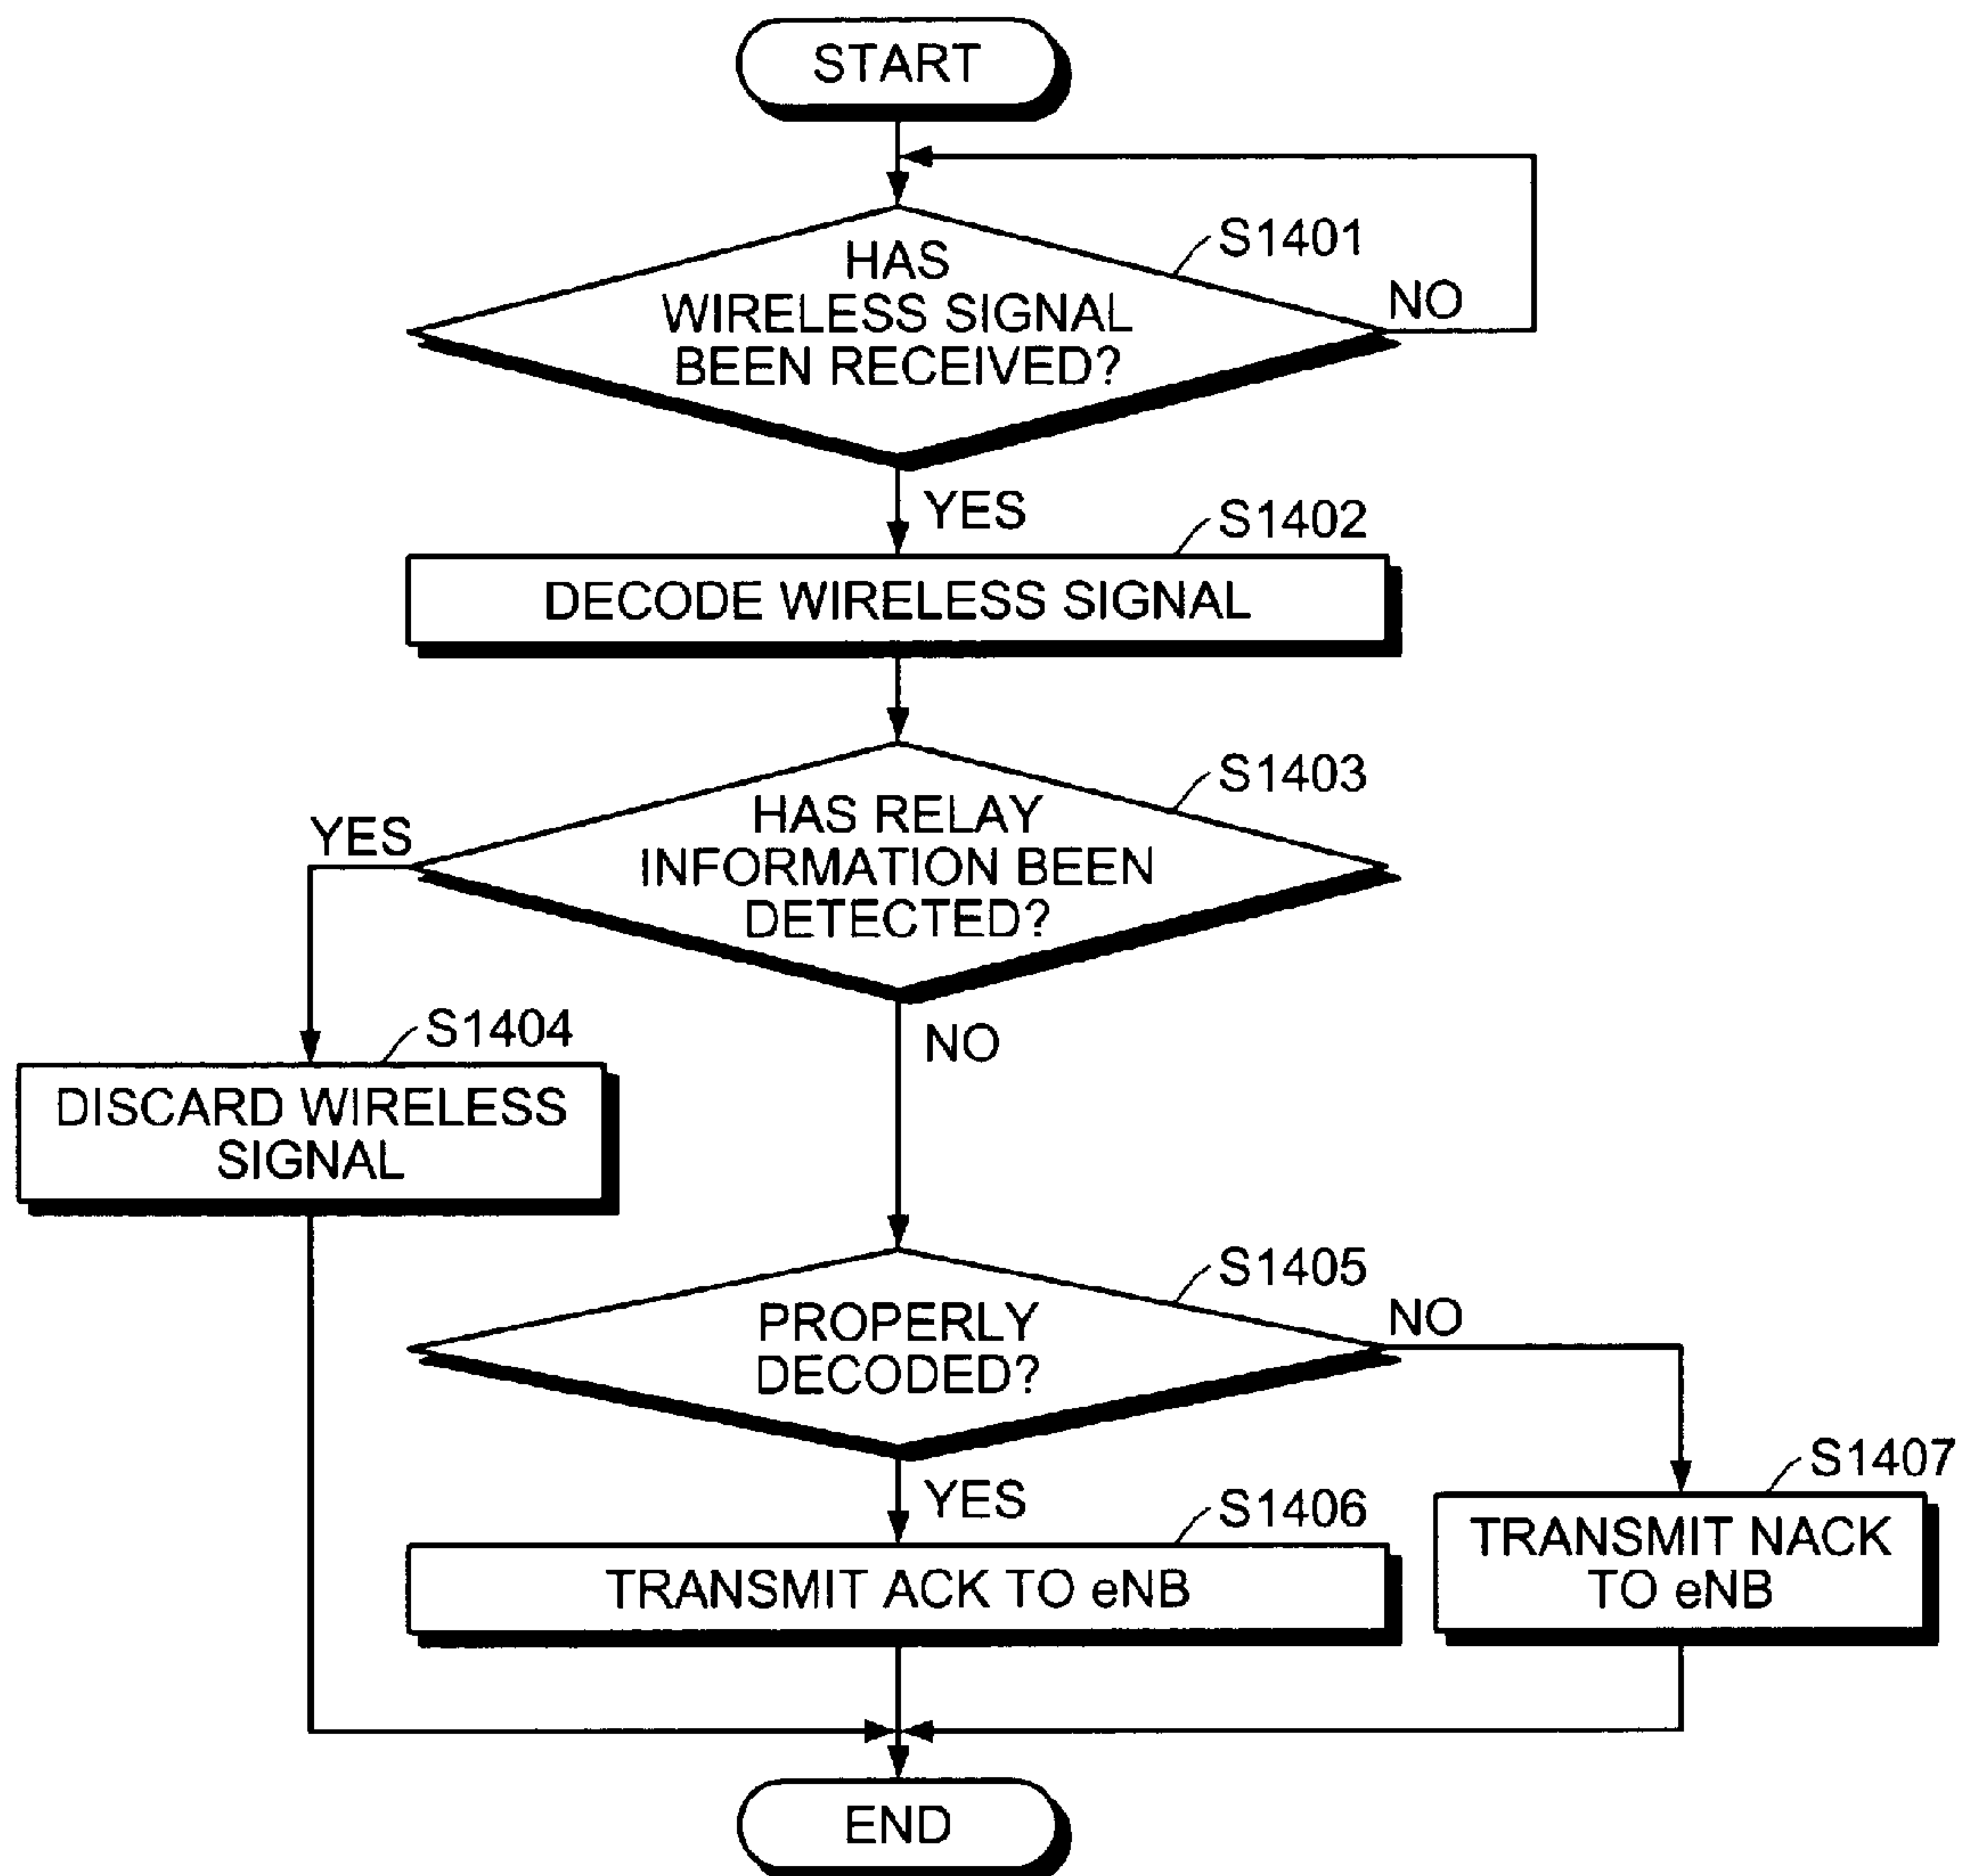 START
S1401
HAS
WIRELESS SIGNAL
BEEN RECEIVED?
NO
YES
S1402
DECODE WIRELESS SIGNAL
S1403
HAS RELAY
INFORMATION BEEN
DETECTED?
YES
NO
S1404
DISCARD WIRELESS
SIGNAL
S1405
PROPERLY
DECODED?
NO
YES
S1406
TRANSMIT ACK TO eNB
S1407
TRANSMIT NACK
TO eNB
END